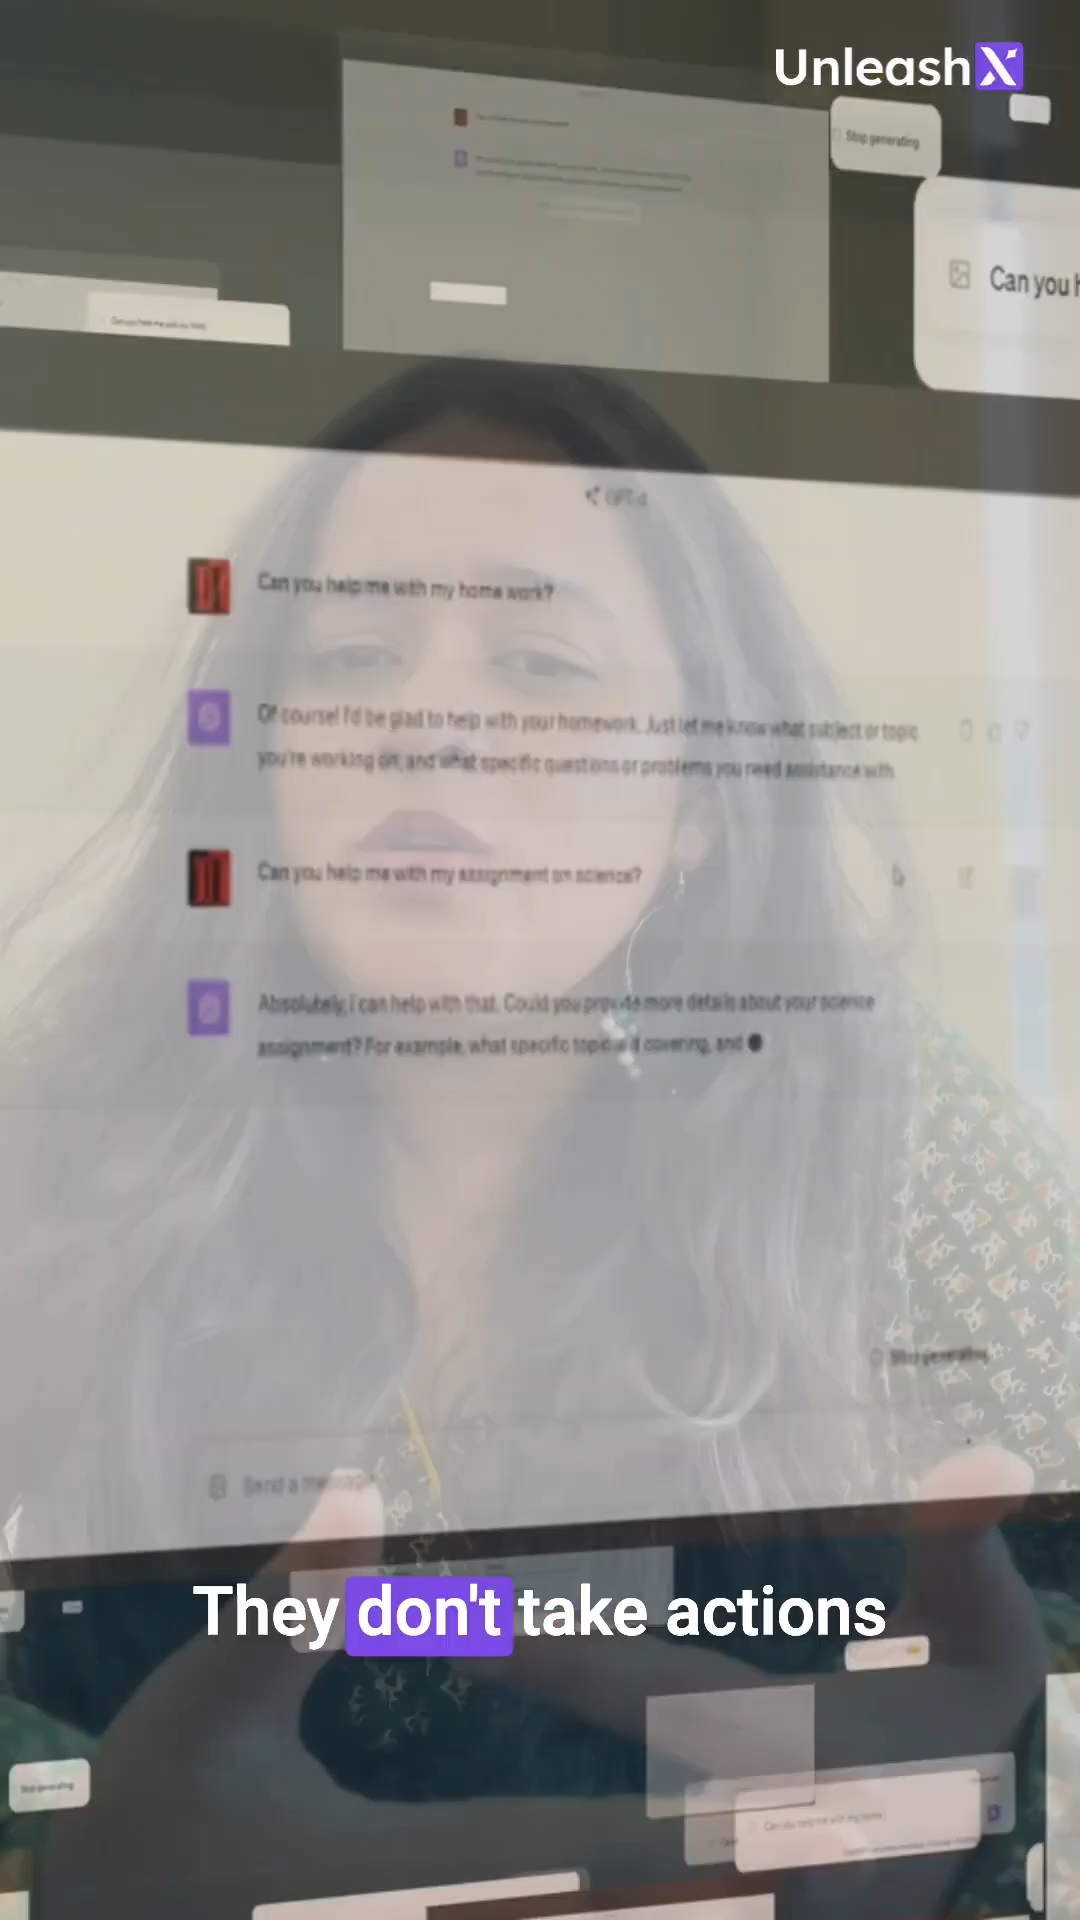 UnleashX
Stop generating
Can you h
Can you help me with my home work?
Of course! I'd be glad to help with your homework. Just let me know what subject or topic
you're working on, and what specific questions or problems you need assistance with.
Can you help me with my assignment on science?
Absolutely, I can help with that. Could you provide more details about your science
assignment? For example, what specific topic covering, and
Stop generating
Send a message
They don't take actions
Stop generating